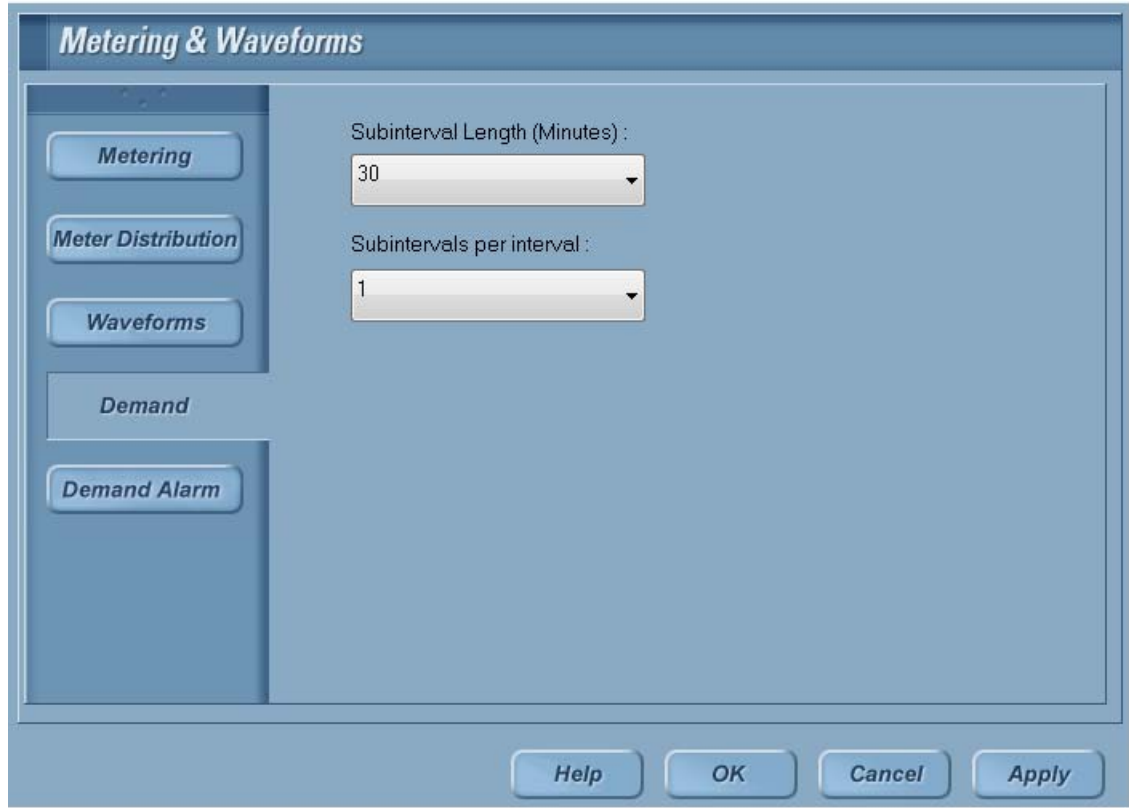 Metering & Waveforms
Metering
Meter Distribution
Waveforms
Demand
Demand Alarm
Subinterval Length (Minutes) :
30
Subintervals per interval :
1
Help
OK
Cancel
Apply